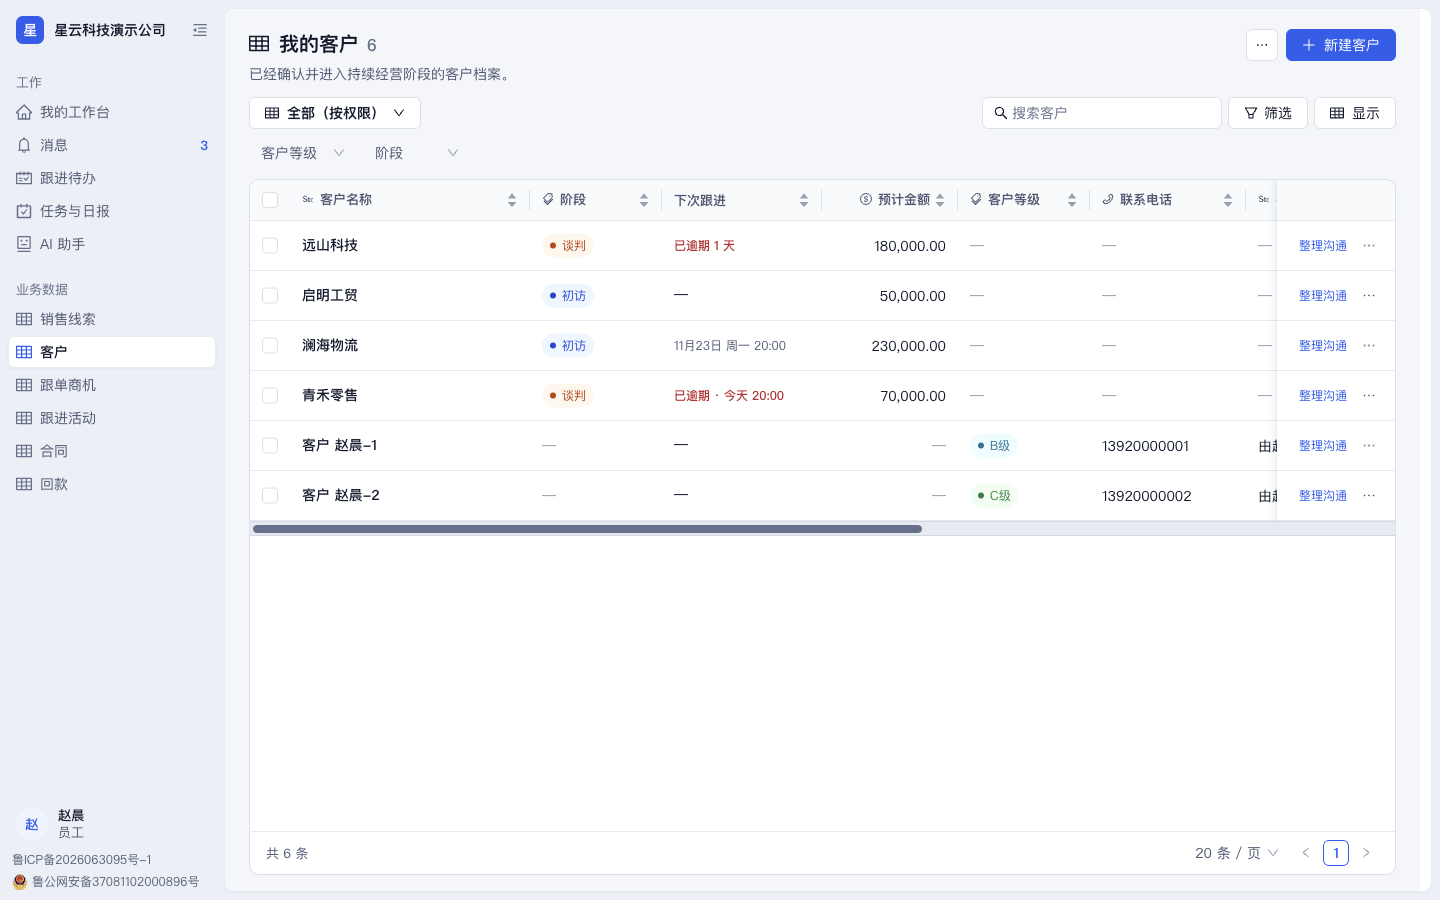 星 星云科技演示公司
工作
我的工作台
消息 3
跟进待办
任务与日报
AI 助手
业务数据
销售线索
客户
跟单商机
跟进活动
合同
回款
赵 赵晨
员工
鲁ICP备2026063095号-1
鲁公网安备37081102000896号
我的客户 6
已经确认并进入持续经营阶段的客户档案。
··· + 新建客户
全部（按权限） 搜索客户 筛选 显示
客户等级 阶段
Str 客户名称 阶段 下次跟进 预计金额 客户等级 联系电话 Str
远山科技 谈判 已逾期 1 天 180,000.00 — — — 整理沟通 ···
启明工贸 初访 — 50,000.00 — — — 整理沟通 ···
澜海物流 初访 11月23日 周一 20:00 230,000.00 — — — 整理沟通 ···
青禾零售 谈判 已逾期 · 今天 20:00 70,000.00 — — — 整理沟通 ···
客户 赵晨-1 — — — B级 13920000001 由 整理沟通 ···
客户 赵晨-2 — — — C级 13920000002 由 整理沟通 ···
共 6 条 20 条 / 页 < 1 >